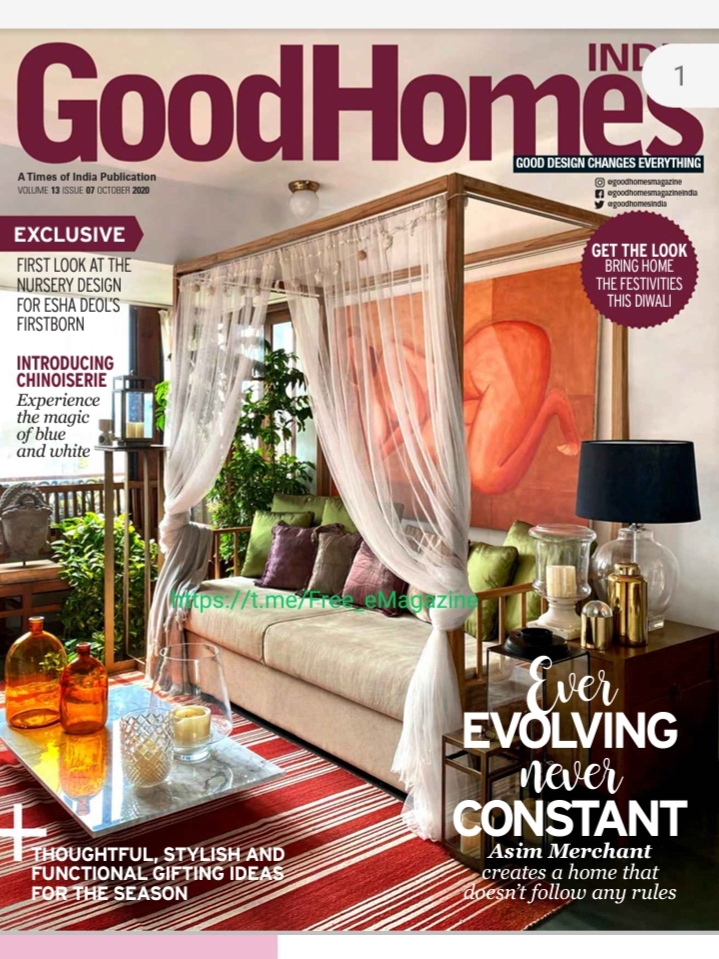 1
INDIA
GoodHomes
GOOD DESIGN CHANGES EVERYTHING
A Times of India Publication
VOLUME 13 ISSUE 07 OCTOBER 2020
@goodhomesmagazine
@goodhomesmagazineindia
@goodhomesindia
EXCLUSIVE
FIRST LOOK AT THE
NURSERY DESIGN
FOR ESHA DEOL'S
FIRSTBORN
GET THE LOOK
BRING HOME
THE FESTIVITIES
THIS DIWALI
INTRODUCING
CHINOISERIE
Experience
the magic
of blue
and white
https://t.me/Free_eMagazine
Ever
EVOLVING
never
CONSTANT
Asim Merchant
creates a home that
doesn't follow any rules
+
THOUGHTFUL, STYLISH AND
FUNCTIONAL GIFTING IDEAS
FOR THE SEASON